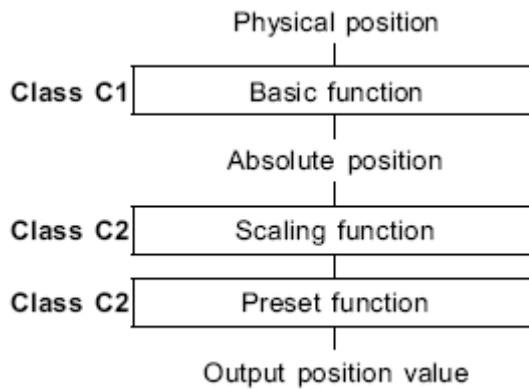 Physical position
Class C1 Basic function
Absolute position
Class C2 Scaling function
Class C2 Preset function
Output position value